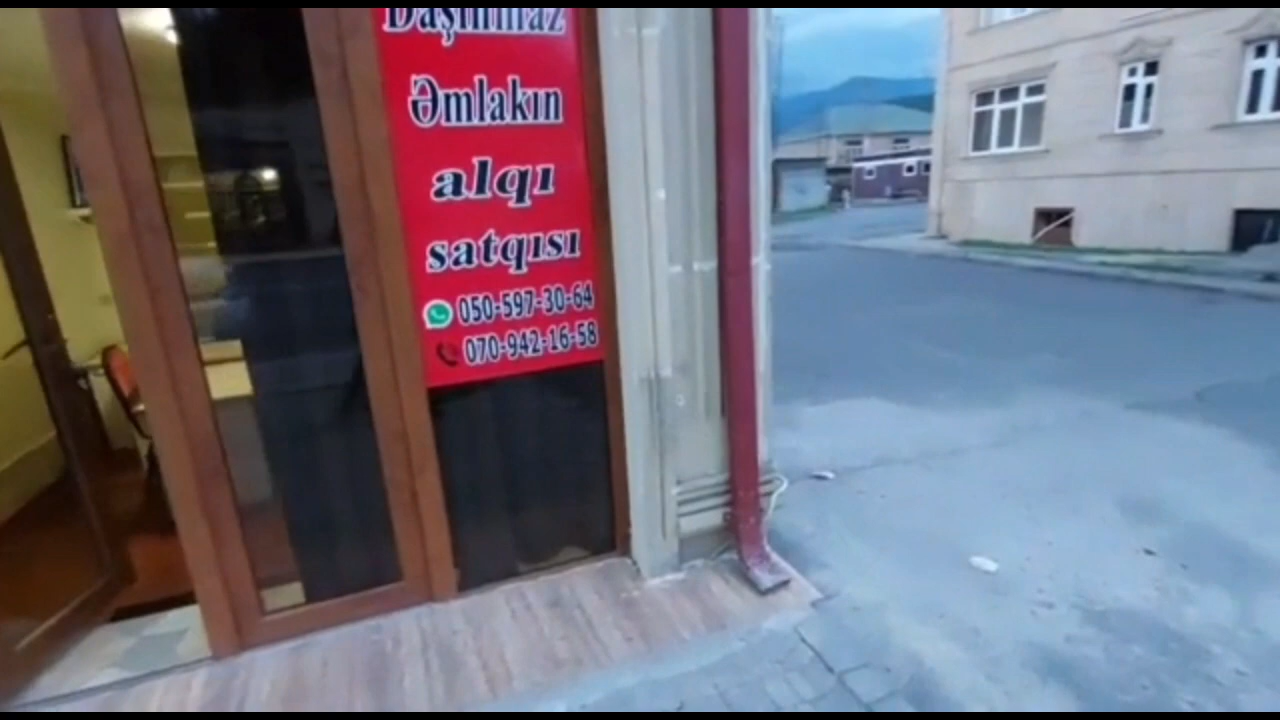 Daşınmaz
Əmlakın
alqı
satqısı
050-597-30-64
070-942-16-58